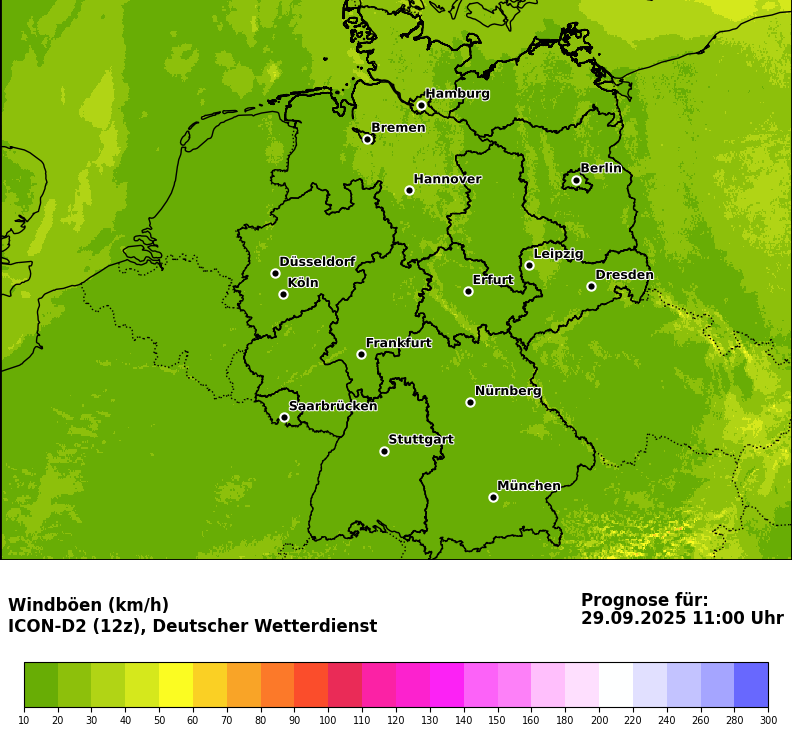 Hamburg
Bremen
Berlin
Hannover
Leipzig
Düsseldorf
Dresden
Köln
Erfurt
Frankfurt
Nürnberg
Saarbrücken
Stuttgart
München
Windböen (km/h)
ICON-D2 (12z), Deutscher Wetterdienst
Prognose für:
29.09.2025 11:00 Uhr
10 20 30 40 50 60 70 80 90 100 110 120 130 140 150 160 180 200 220 240 260 280 300